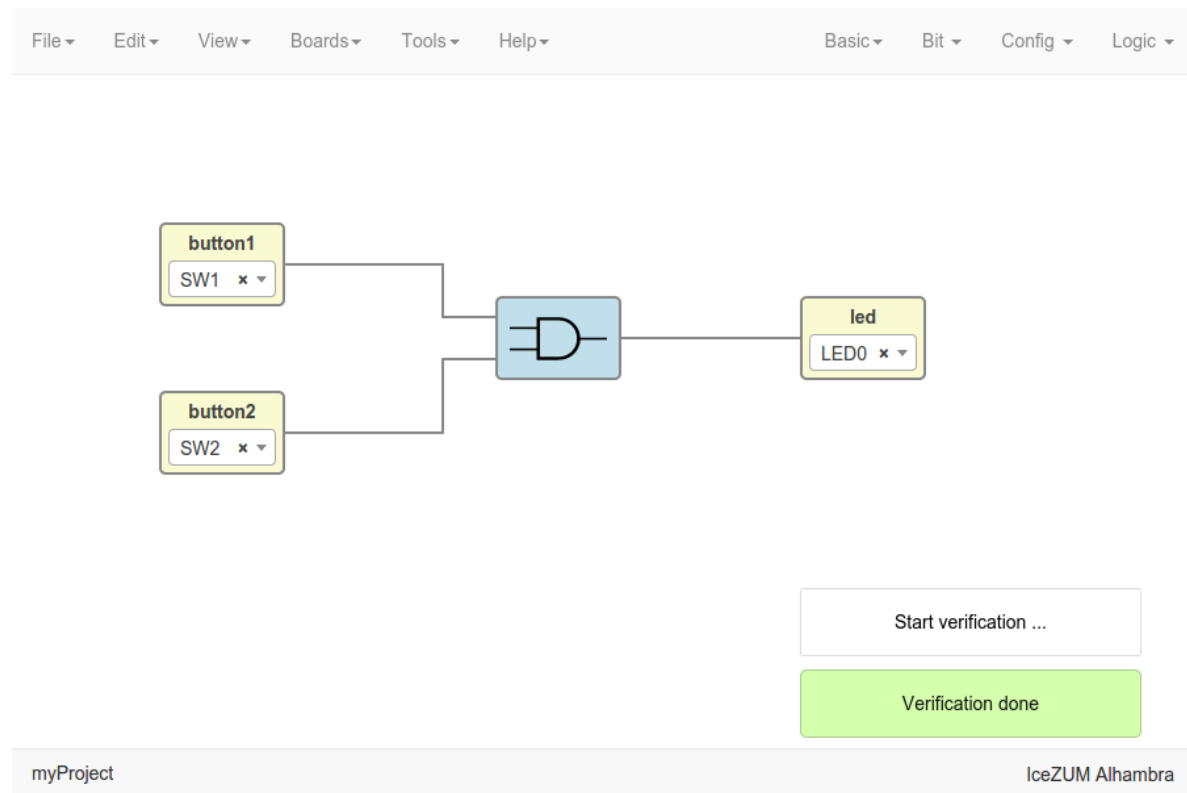 File Edit View Boards Tools Help Basic Bit Config Logic
button1
SW1
button2
SW2
led
LED0
Start verification ...
Verification done
myProject IceZUM Alhambra